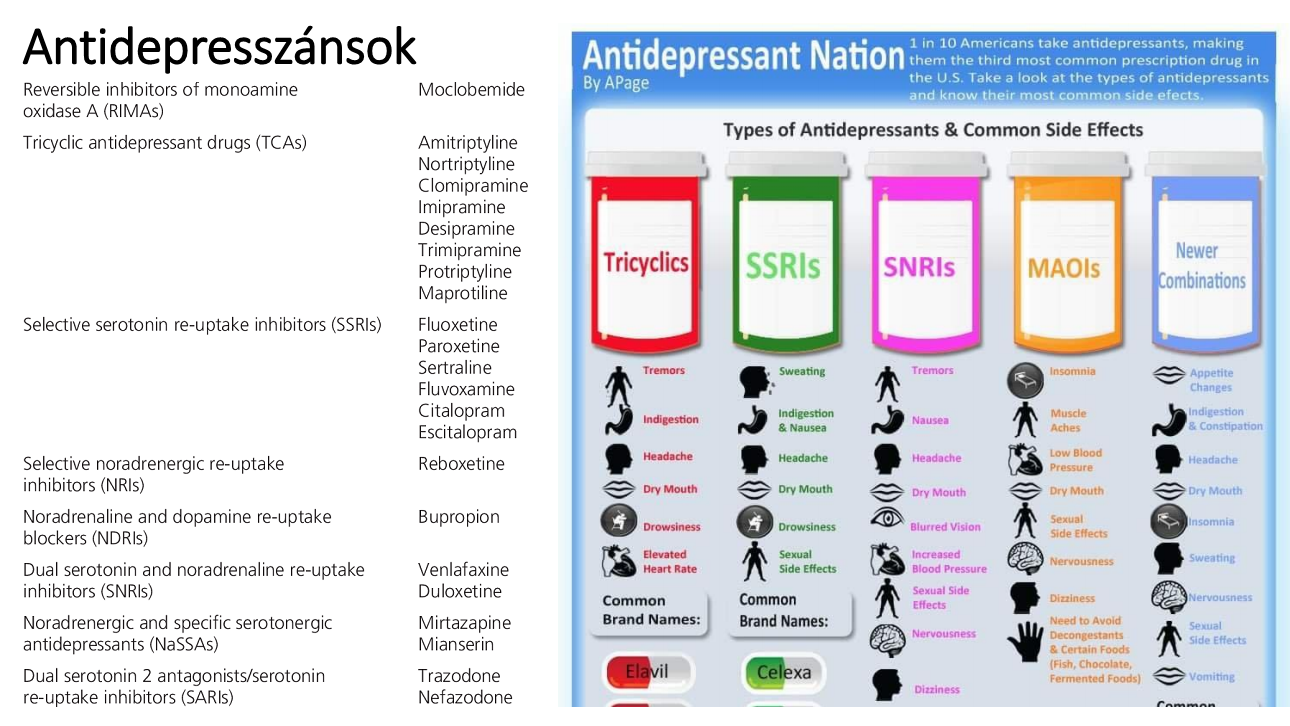 Antidepresszánsok
Reversible inhibitors of monoamine
oxidase A (RIMAs)
Moclobemide
Tricyclic antidepressant drugs (TCAs)
Amitriptyline
Nortriptyline
Clomipramine
Imipramine
Desipramine
Trimipramine
Protriptyline
Maprotiline
Selective serotonin re-uptake inhibitors (SSRIs)
Fluoxetine
Paroxetine
Sertraline
Fluvoxamine
Citalopram
Escitalopram
Selective noradrenergic re-uptake
inhibitors (NRIs)
Reboxetine
Noradrenaline and dopamine re-uptake
blockers (NDRIs)
Bupropion
Dual serotonin and noradrenaline re-uptake
inhibitors (SNRIs)
Venlafaxine
Duloxetine
Noradrenergic and specific serotonergic
antidepressants (NaSSAs)
Mirtazapine
Mianserin
Dual serotonin 2 antagonists/serotonin
re-uptake inhibitors (SARIs)
Trazodone
Nefazodone
Antidepressant Nation
By APage
1 in 10 Americans take antidepressants, making
them the third most common prescription drug in
the U.S. Take a look at the types of antidepressants
and know their most common side efects.
Types of Antidepressants & Common Side Effects
Tricyclics
Tremors
Indigestion
Headache
Dry Mouth
Drowsiness
Elevated
Heart Rate
Common
Brand Names:
Elavil
SSRIs
Sweating
Indigestion
& Nausea
Headache
Dry Mouth
Drowsiness
Sexual
Side Effects
Common
Brand Names:
Celexa
SNRIs
Tremors
Nausea
Headache
Dry Mouth
Blurred Vision
Increased
Blood Pressure
Sexual Side
Effects
Nervousness
Dizziness
MAOIs
Insomnia
Muscle
Aches
Low Blood
Pressure
Dry Mouth
Sexual
Side Effects
Nervousness
Dizziness
Need to Avoid
Decongestants
& Certain Foods
(Fish, Chocolate,
Fermented Foods)
Newer
Combinations
Appetite
Changes
Indigestion
& Constipation
Headache
Dry Mouth
Insomnia
Sweating
Nervousness
Sexual
Side Effects
Vomiting
Common